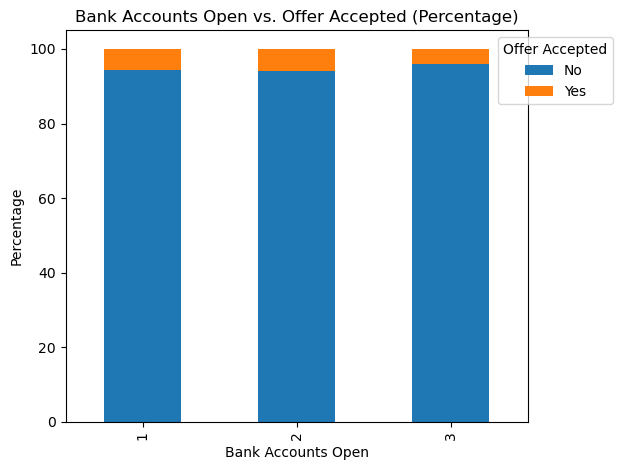 Bank Accounts Open vs. Offer Accepted (Percentage)
Offer Accepted
No
Yes
Percentage
100
80
60
40
20
0
1
2
3
Bank Accounts Open